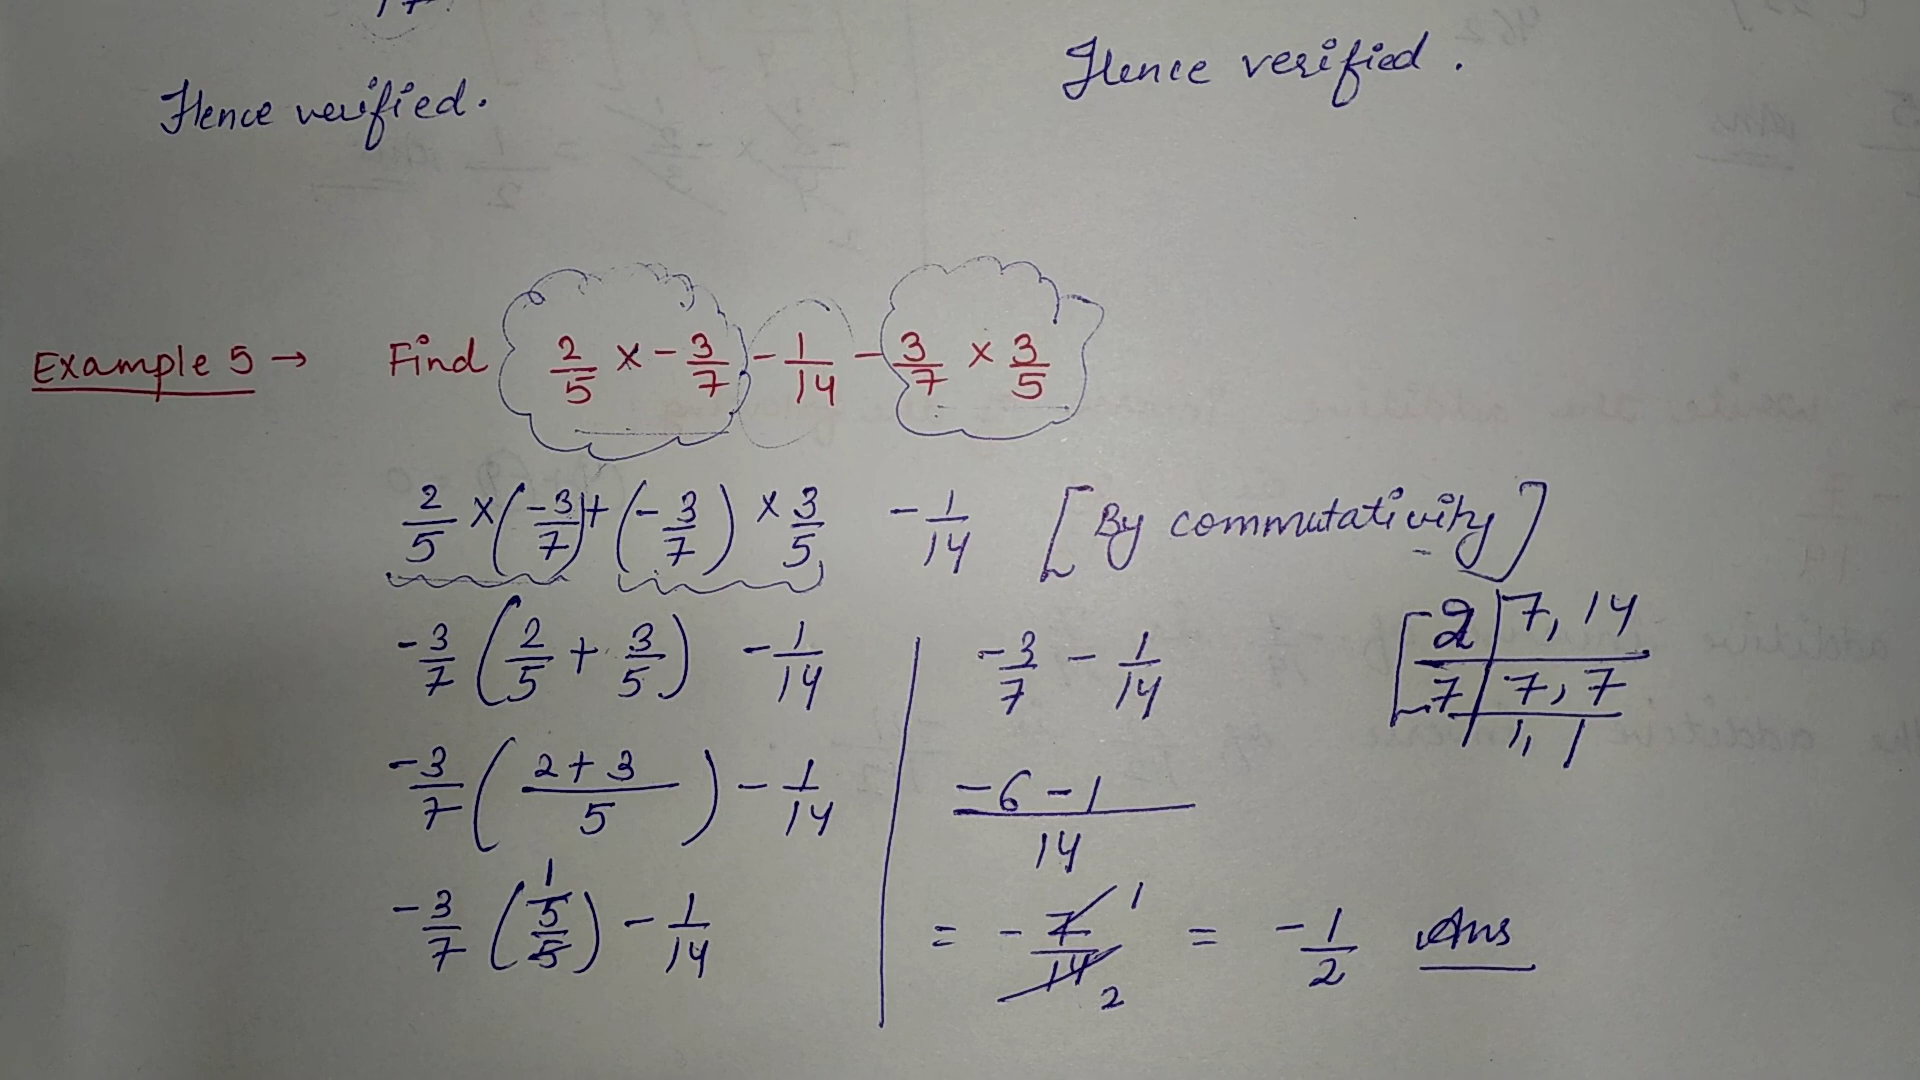 Hence verified.
Hence verified.
Example 5 → Find 2/5 × -3/7 - 1/14 - 3/7 × 3/5
2/5 × (-3/7) + (-3/7) × 3/5 - 1/14 [By commutativity]
-3/7 (2/5 + 3/5) - 1/14
-3/7 ( 2+3 / 5 ) - 1/14
-3/7 (5/5) 1 - 1/14
-3/7 - 1/14
-6-1 / 14
= -7/14 1 2 = -1/2 Ans
2 | 7, 14
7 | 7, 7
1, 1